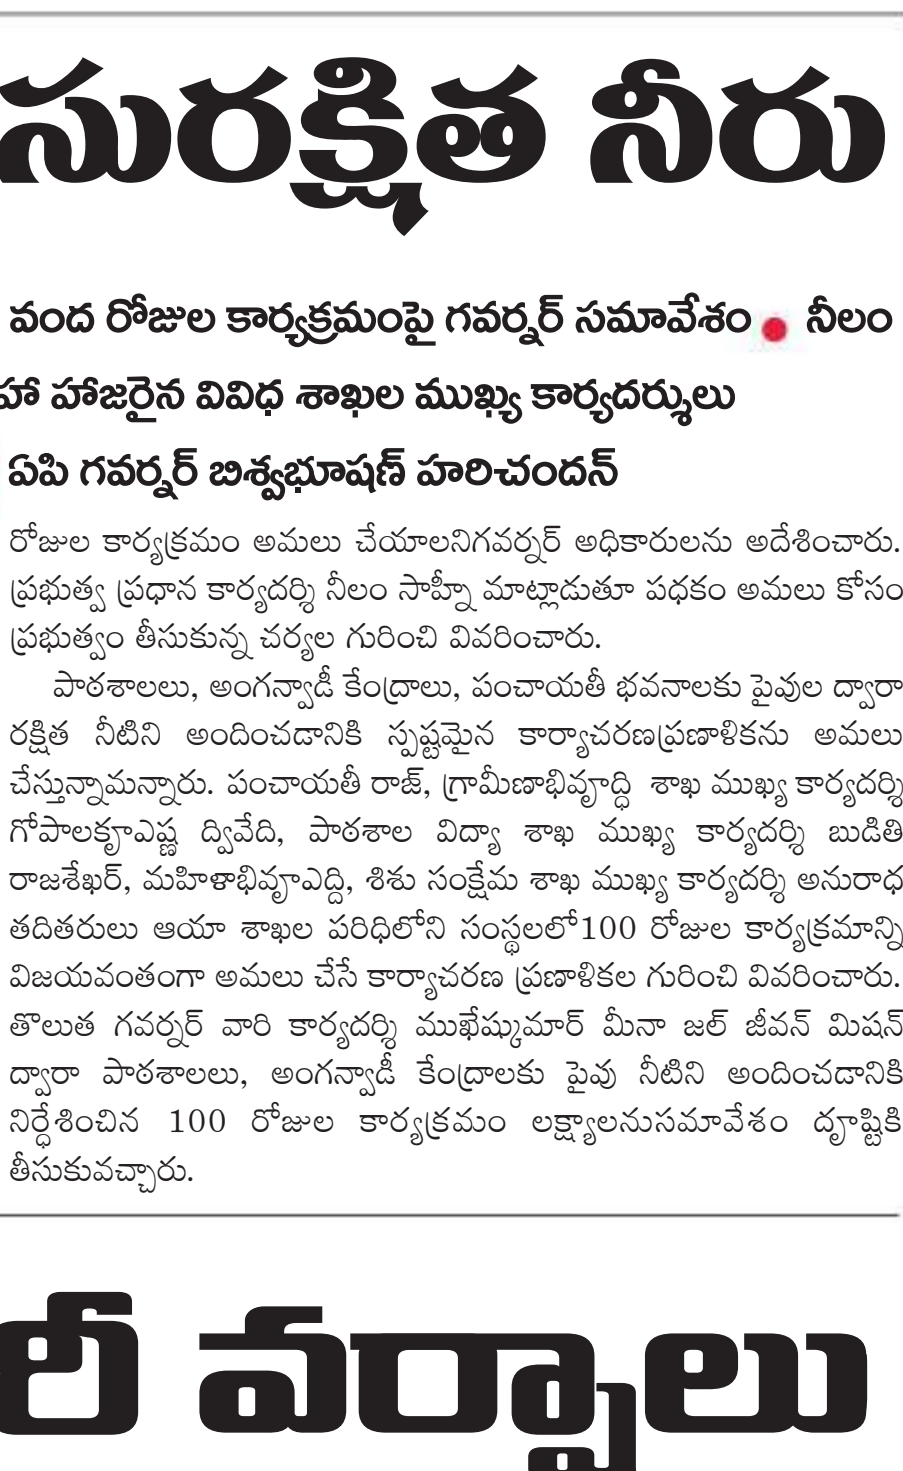 సురక్షిత నీరు
వంద రోజుల కార్యక్రమంపై గవర్నర్ సమావేశం ● నీలం
హా హాజరైన వివిధ శాఖల ముఖ్య కార్యదర్శులు
ఏపి గవర్నర్ బిశ్వభూషణ్ హరిచందన్
రోజుల కార్యక్రమం అమలు చేయాలనిగవర్నర్ అధికారులను అదేశించారు.
ప్రభుత్వ ప్రధాన కార్యదర్శి నీలం సాహ్నీ మాట్లాడుతూ పధకం అమలు కోసం
ప్రభుత్వం తీసుకున్న చర్యల గురించి వివరించారు.
పాఠశాలలు, అంగన్వాడీ కేంద్రాలు, పంచాయతీ భవనాలకు పైవుల ద్వారా
రక్షిత నీటిని అందించడానికి స్పష్టమైన కార్యాచరణప్రణాళికను అమలు
చేస్తున్నామన్నారు. పంచాయతీ రాజ్, గ్రామీణాభివృాద్ధి శాఖ ముఖ్య కార్యదర్శి
గోపాలకృాఎష్ణ ద్వివేది, పాఠశాల విద్యా శాఖ ముఖ్య కార్యదర్శి బుడితి
రాజశేఖర్, మహిళాభివృాఎద్ది, శిశు సంక్షేమ శాఖ ముఖ్య కార్యదర్శి అనురాధ
తదితరులు ఆయా శాఖల పరిధిలోని సంస్థలలో100 రోజుల కార్యక్రమాన్ని
విజయవంతంగా అమలు చేసే కార్యాచరణ ప్రణాళికల గురించి వివరించారు.
తొలుత గవర్నర్ వారి కార్యదర్శి ముఖేష్కుమార్ మీనా జల్ జీవన్ మిషన్
ద్వారా పాఠశాలలు, అంగన్వాడీ కేంద్రాలకు పైవు నీటిని అందించడానికి
నిర్ధేశించిన 100 రోజుల కార్యక్రమం లక్ష్యాలనుసమావేశం దృాష్టికి
తీసుకువచ్చారు.
రీ వర్షాలు